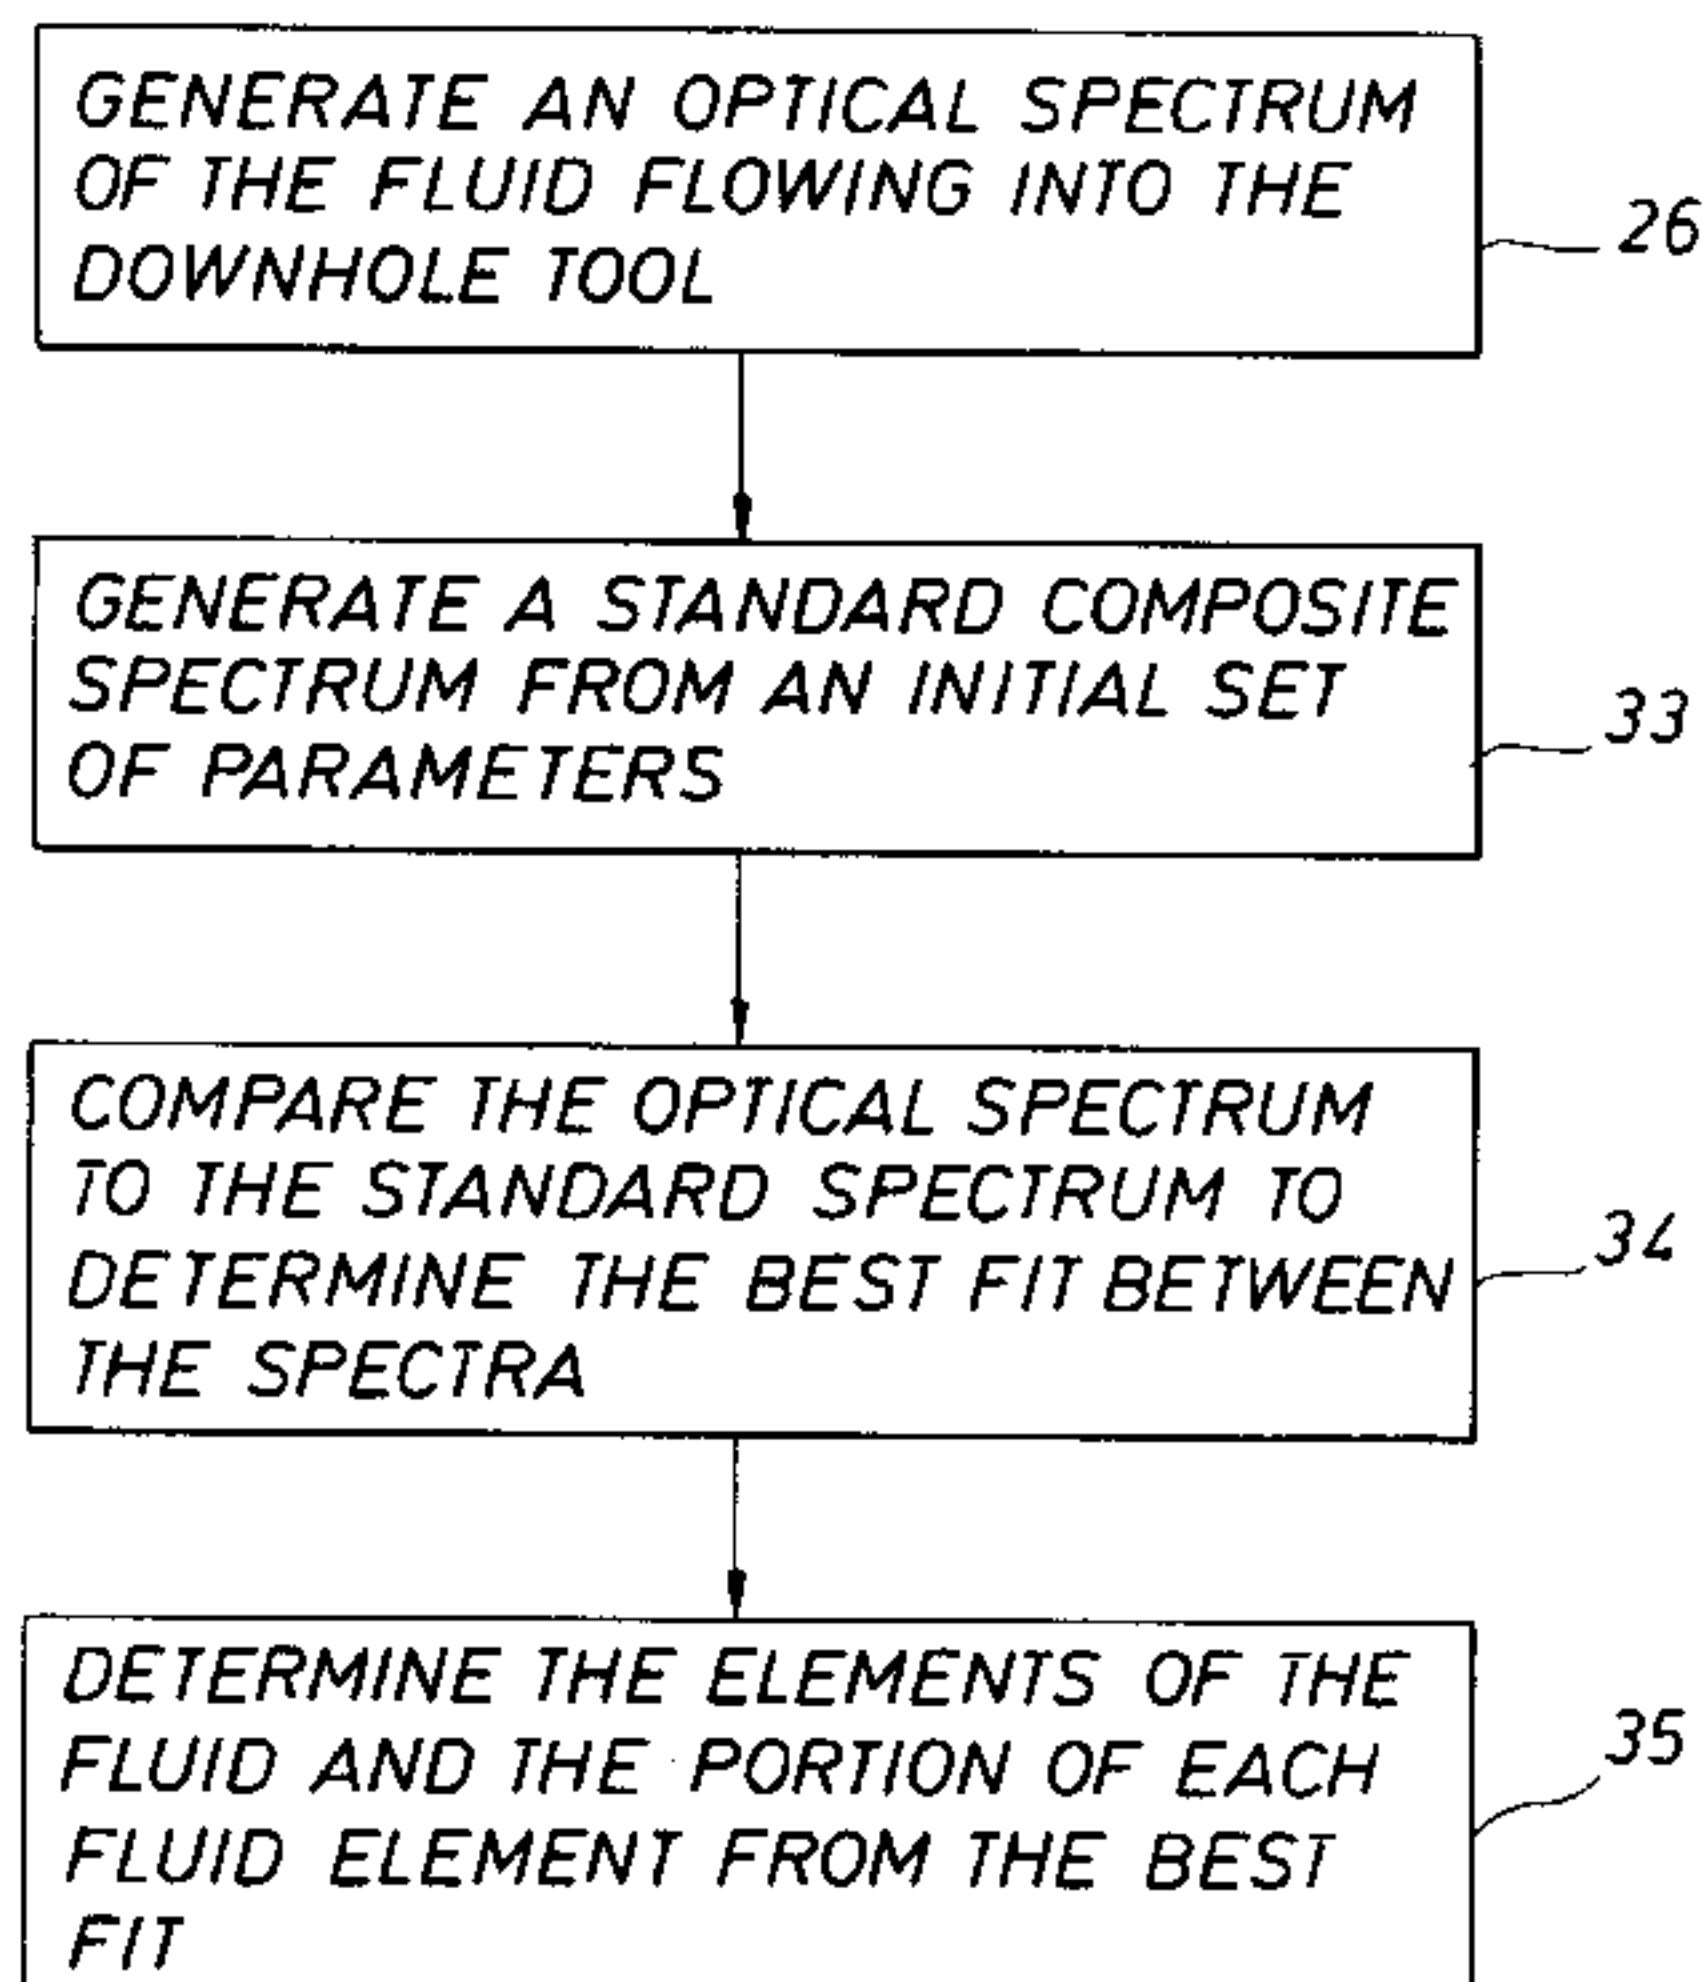 GENERATE AN OPTICAL SPECTRUM
OF THE FLUID FLOWING INTO THE
DOWNHOLE TOOL
26
GENERATE A STANDARD COMPOSITE
SPECTRUM FROM AN INITIAL SET
OF PARAMETERS
33
COMPARE THE OPTICAL SPECTRUM
TO THE STANDARD SPECTRUM TO
DETERMINE THE BEST FIT BETWEEN
THE SPECTRA
34
DETERMINE THE ELEMENTS OF THE
FLUID AND THE PORTION OF EACH
FLUID ELEMENT FROM THE BEST
FIT
35